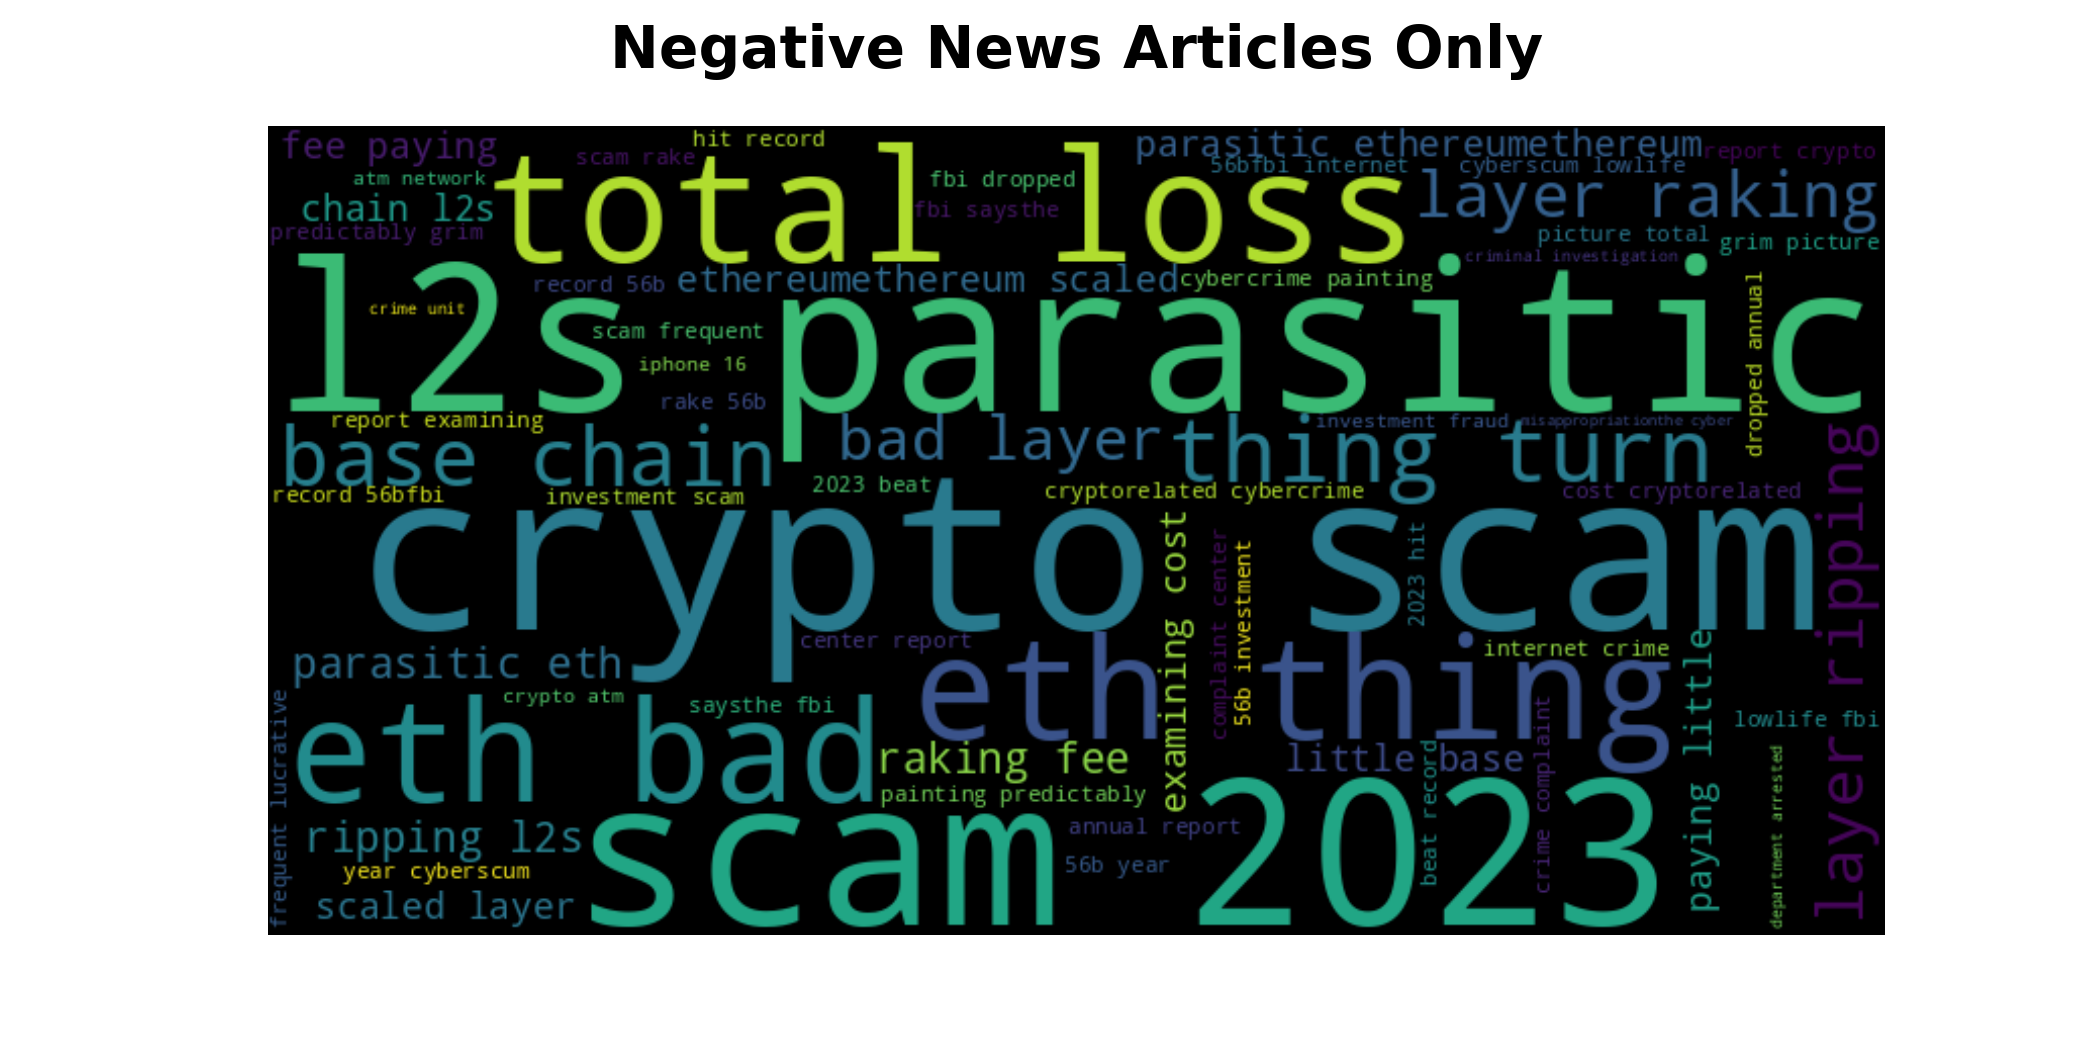 Negative News Articles Only
fee paying
hit record
parasitic ethereumethereum
report crypto
scam rake
56bfbi internet
cyberscum lowlife
atm network
total loss
fbi dropped
chain l2s
fbi saysthe
layer raking
predictably grim
picture total
grim picture
criminal investigation
record 56b
ethereumethereum scaled
cybercrime painting
l2s parasitic
crime unit
scam frequent
iphone 16
rake 56b
dropped annual
report examining
investment fraud
misappropriationthe cyber
base chain
bad layer
thing turn
record 56bfbi
investment scam
2023 beat
cryptorelated cybercrime
cost cryptorelated
layer ripping
crypto scam
examining cost
complaint center
56b investment
2023 hit
center report
internet crime
parasitic eth
eth thing
paying little
crypto atm
saysthe fbi
lowlife fbi
frequent lucrative
eth bad
raking fee
little base
beat record
crime complaint
department arrested
painting predictably
ripping l2s
scam 2023
annual report
56b year
year cyberscum
scaled layer